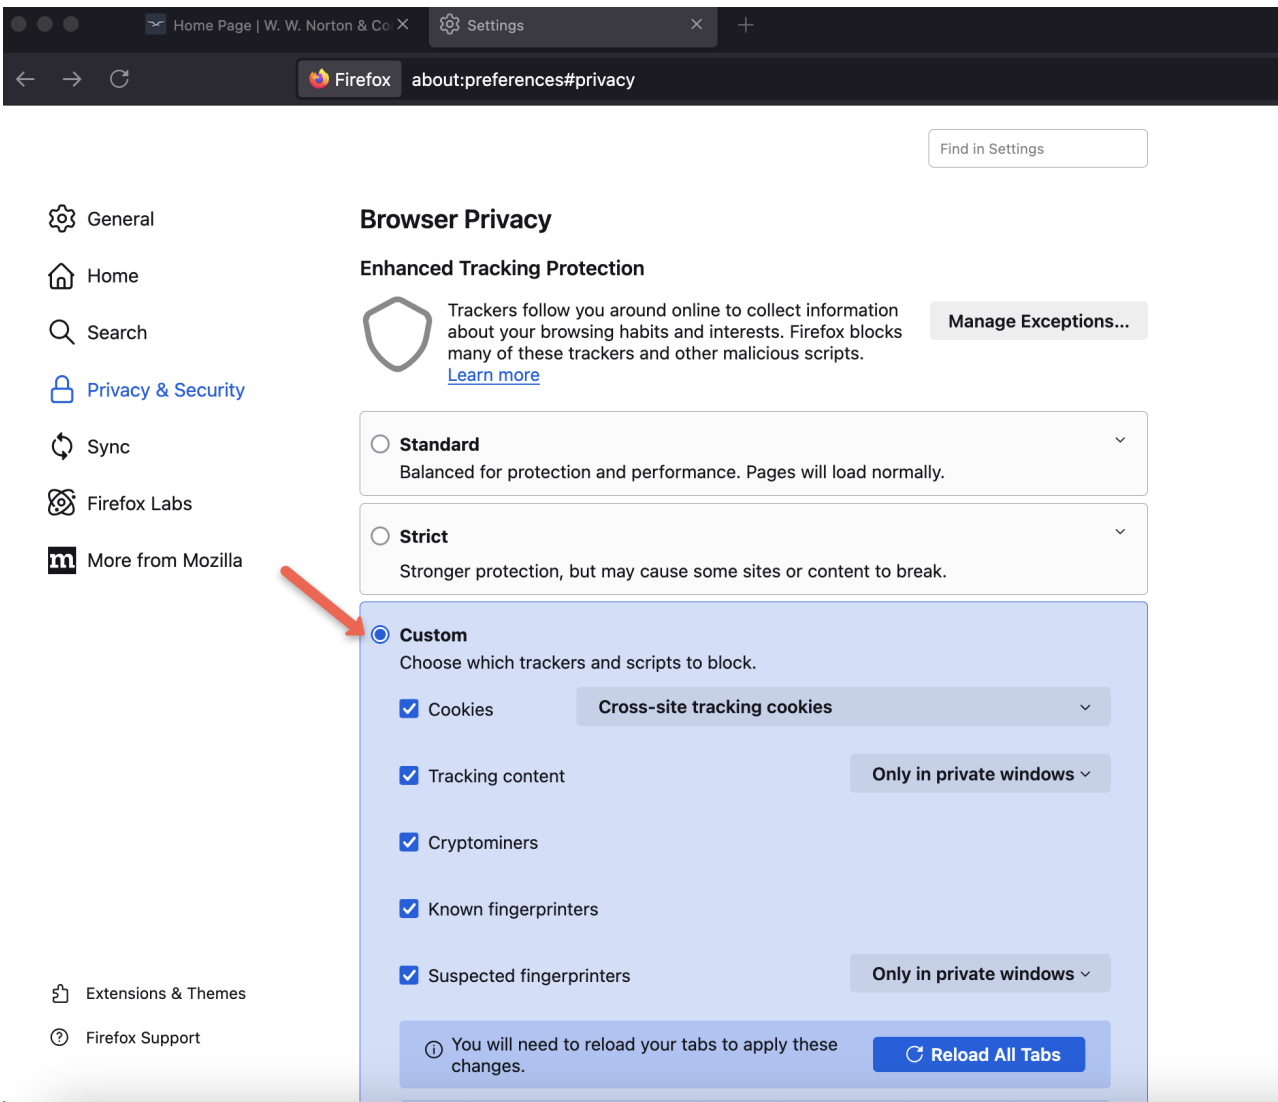 Home Page | W. W. Norton & Co
Settings
Firefox
about:preferences#privacy
Find in Settings
General
Home
Search
Privacy & Security
Sync
Firefox Labs
More from Mozilla
Extensions & Themes
Firefox Support
Browser Privacy
Enhanced Tracking Protection
Trackers follow you around online to collect information
about your browsing habits and interests. Firefox blocks
many of these trackers and other malicious scripts.
Learn more
Manage Exceptions...
Standard
Balanced for protection and performance. Pages will load normally.
Strict
Stronger protection, but may cause some sites or content to break.
Custom
Choose which trackers and scripts to block.
Cookies
Cross-site tracking cookies
Tracking content
Only in private windows
Cryptominers
Known fingerprinters
Suspected fingerprinters
Only in private windows
You will need to reload your tabs to apply these
changes.
Reload All Tabs